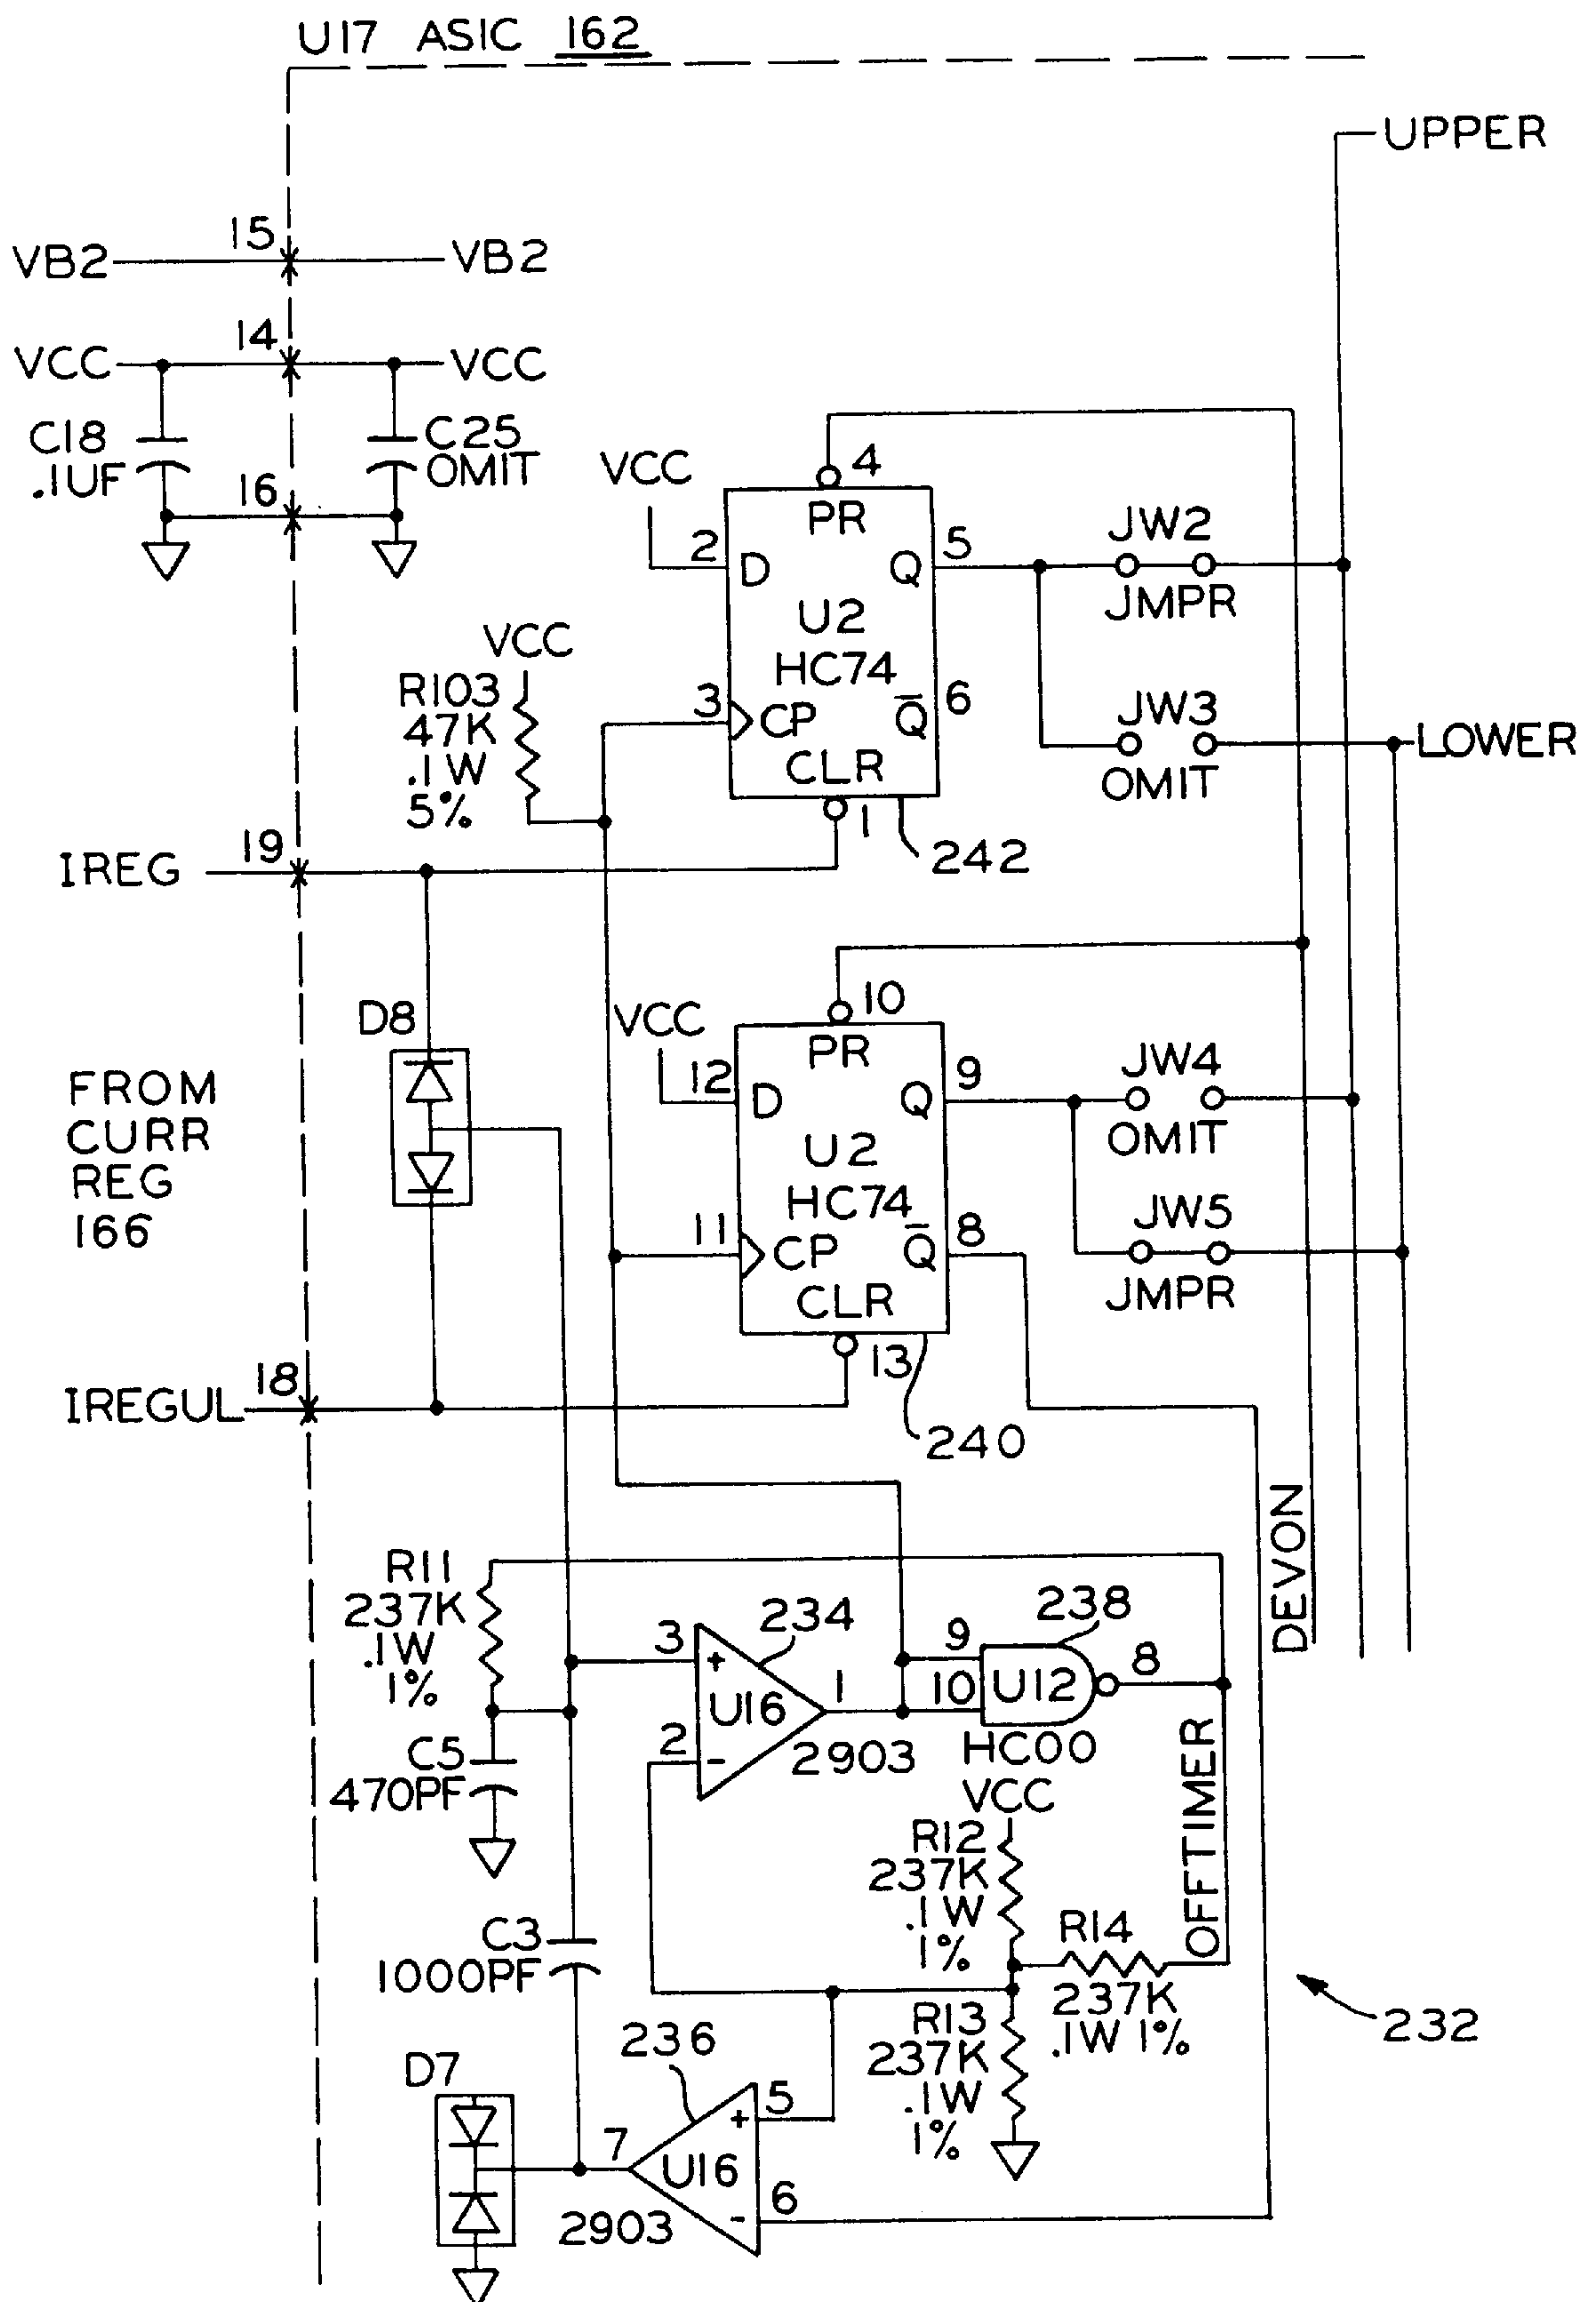 U17 ASIC 162
UPPER
VB2
15
VB2
VCC
14
VCC
C18
.1UF
16
C25
OMIT
VCC
4
PR
2
D
Q
5
U2
HC74
3
CP
Q̅
6
CLR
1
242
JW2
JMPR
JW3
OMIT
LOWER
VCC
R103
47K
.1W
5%
IREG
19
D8
FROM
CURR
REG
166
VCC
10
PR
12
D
Q
9
U2
HC74
11
CP
Q̅
8
CLR
13
240
JW4
OMIT
JW5
JMPR
IREGUL
18
DEVON
R11
237K
.1W
1%
C5
470PF
3
+
234
U16
2
-
1
2903
9
10
238
U12
8
HC00
OFFTIMER
VCC
R12
237K
.1W
1%
R14
237K
.1W 1%
R13
237K
.1W
1%
C3
1000PF
232
D7
236
5
+
7
U16
6
-
2903